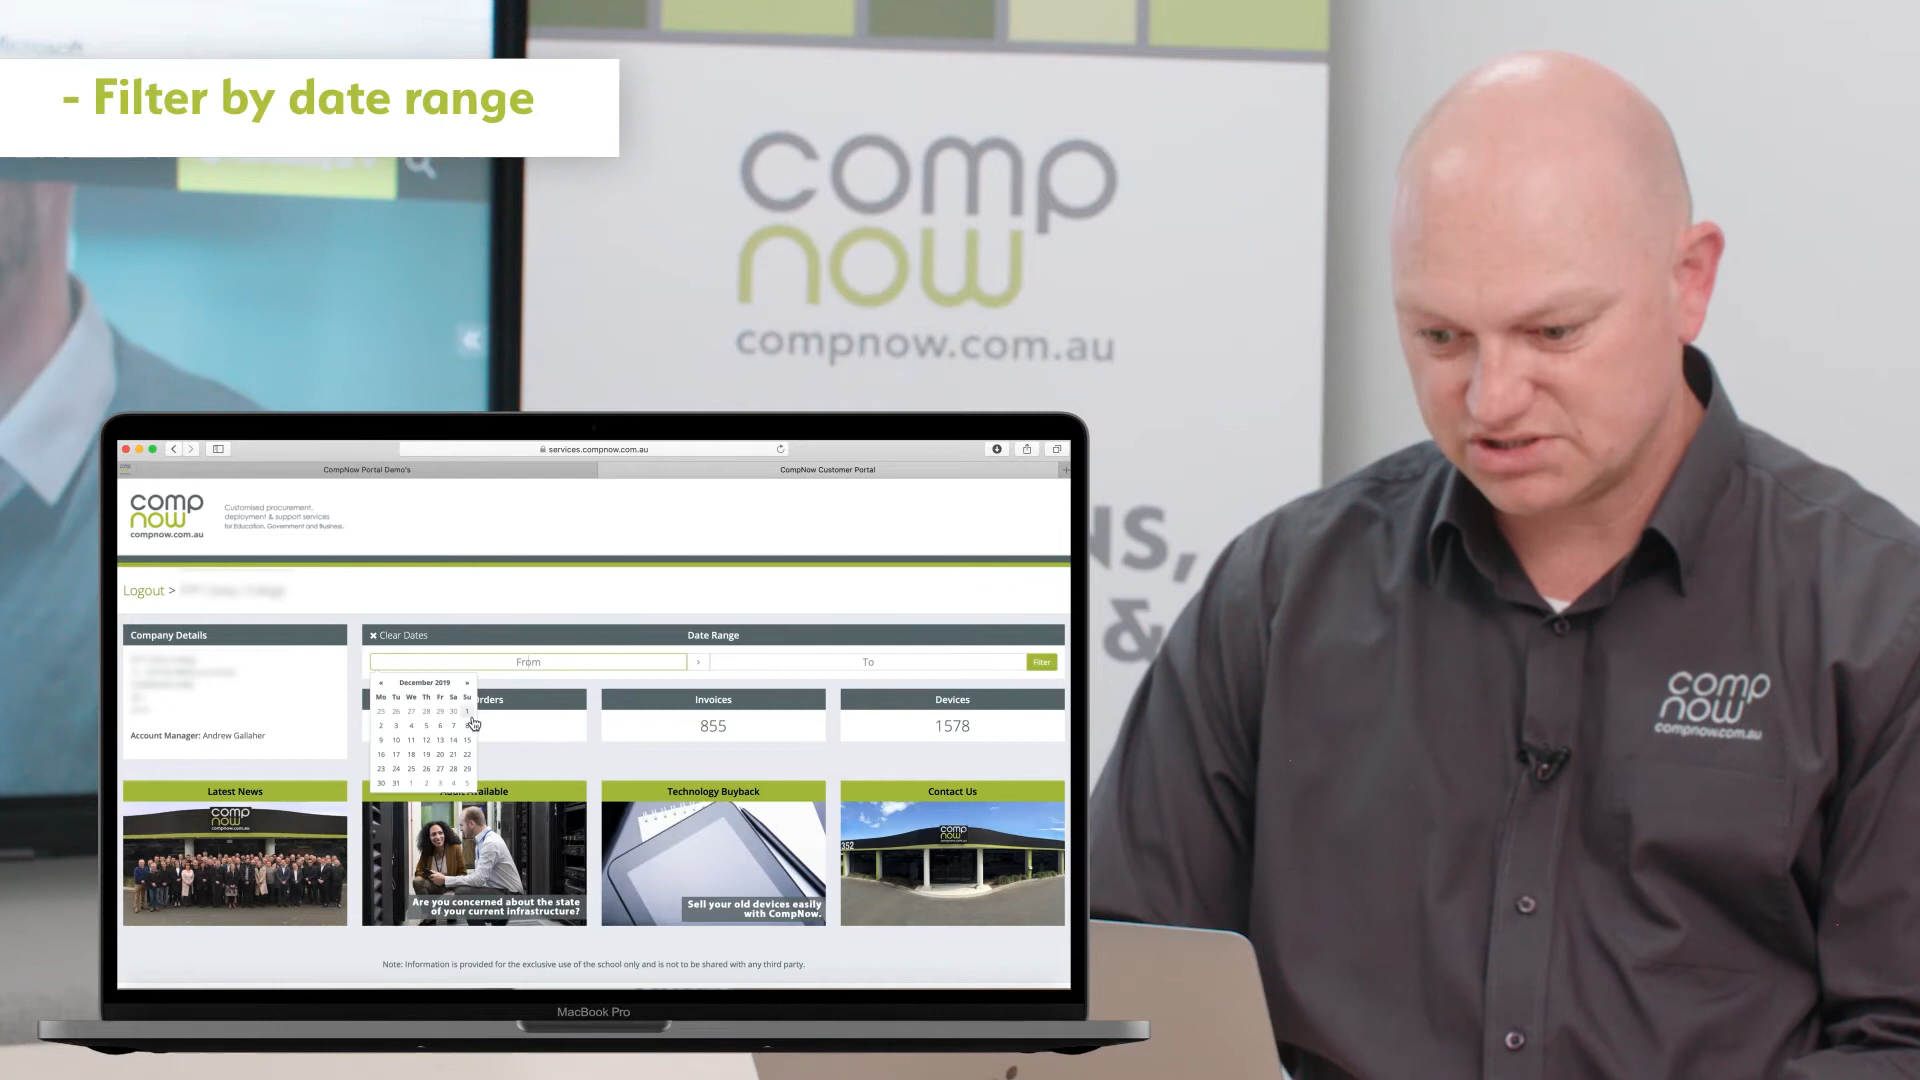 - Filter by date range
comp
now
compnow.com.au
NS,
&
comp
now
compnow.com.au
services.compnow.com.au
CompNow Portal Demo's
CompNow Customer Portal
comp
now
compnow.com.au
Customised procurement,
deployment & support services
for Education, Government and Business.
Logout >
Company Details
Account Manager: Andrew Gallaher
✖ Clear Dates
Date Range
From
>
To
Filter
« December 2019 »
Mo Tu We Th Fr Sa Su
25 26 27 28 29 30 1
2 3 4 5 6 7 8
9 10 11 12 13 14 15
16 17 18 19 20 21 22
23 24 25 26 27 28 29
30 31 1 2 3 4 5
rders
Invoices
855
Devices
1578
Latest News
comp
now
Available
Are you concerned about the state
of your current infrastructure?
Technology Buyback
Sell your old devices easily
with CompNow.
Contact Us
comp
now
352
Note: Information is provided for the exclusive use of the school only and is not to be shared with any third party.
MacBook Pro